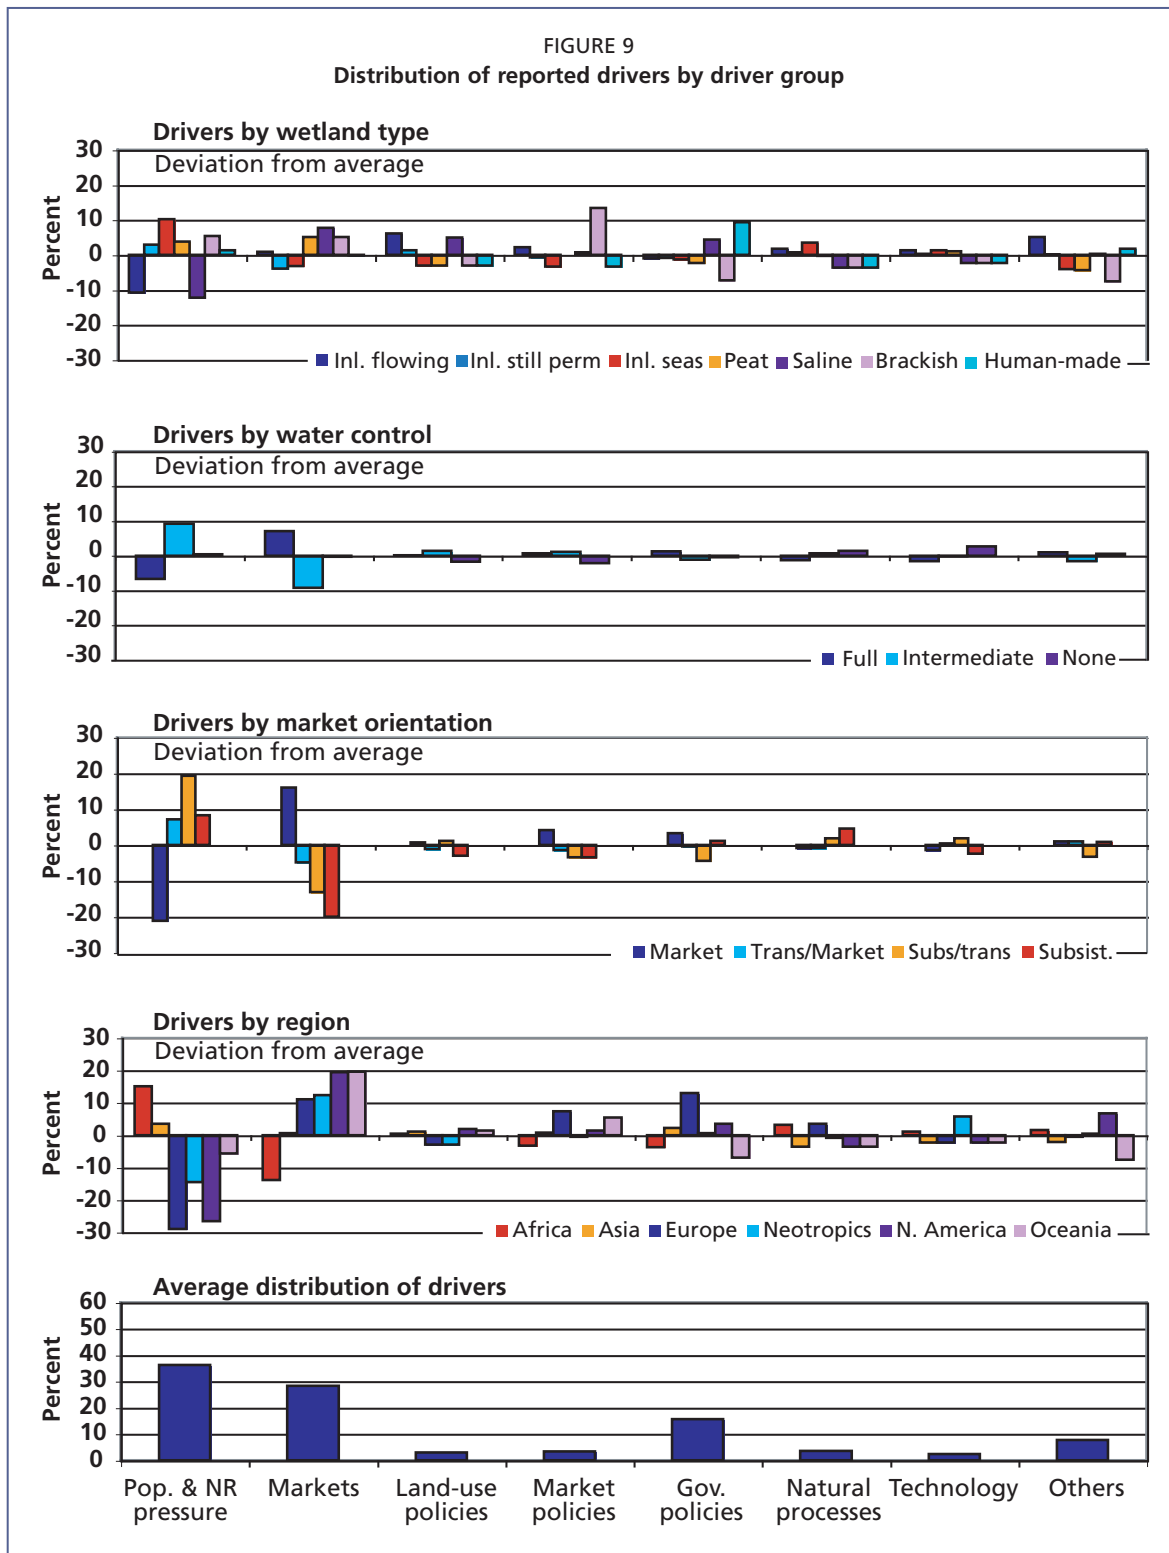 FIGURE 9
Distribution of reported drivers by driver group
Drivers by wetland type
Deviation from average
30
20
10
0
-10
-20
-30
Percent
Inl. flowing Inl. still perm Inl. seas Peat Saline Brackish Human-made
Drivers by water control
Deviation from average
30
20
10
0
-10
-20
-30
Percent
Full Intermediate None
Drivers by market orientation
Deviation from average
30
20
10
0
-10
-20
-30
Percent
Market Trans/Market Subs/trans Subsist.
Drivers by region
Deviation from average
30
20
10
0
-10
-20
-30
Percent
Africa Asia Europe Neotropics N. America Oceania
Average distribution of drivers
60
50
40
30
20
10
0
Percent
Pop. & NR pressure
Markets
Land-use policies
Market policies
Gov. policies
Natural processes
Technology
Others